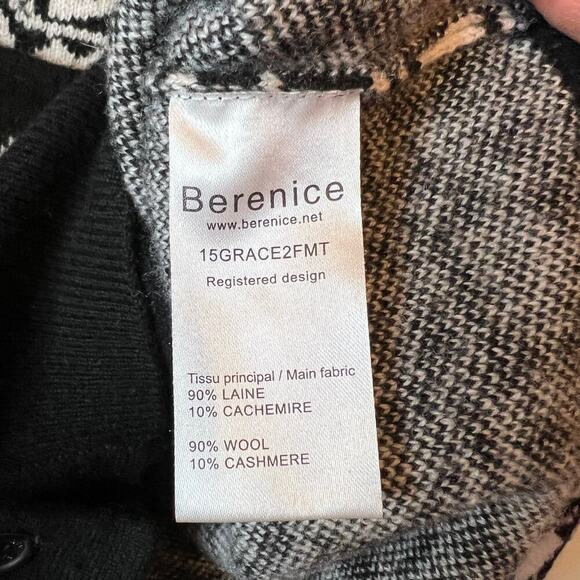 Berenice
www.berenice.net
15GRACE2FMT
Registered design
Tissu principal / Main fabric
90% LAINE
10% CACHEMIRE
90% WOOL
10% CASHMERE